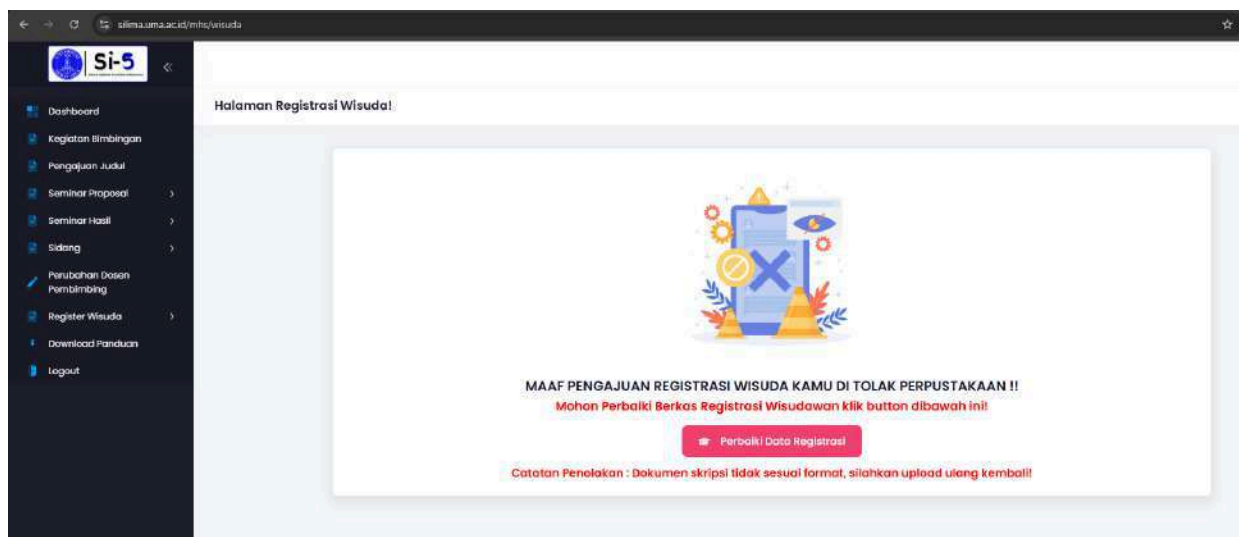 silima.uma.ac.id/mhs/wisuda
Si-5
Dashboard
Kegiatan Bimbingan
Pengajuan Judul
Seminar Proposal
Seminar Hasil
Sidang
Perubahan Dosen
Pembimbing
Register Wisuda
Download Panduan
Logout
Halaman Registrasi Wisuda!
MAAF PENGAJUAN REGISTRASI WISUDA KAMU DI TOLAK PERPUSTAKAAN !!
Mohon Perbaiki Berkas Registrasi Wisudawan klik button dibawah ini!
Perbaiki Data Registrasi
Catatan Penolakan : Dokumen skripsi tidak sesuai format, silahkan upload ulang kembali!